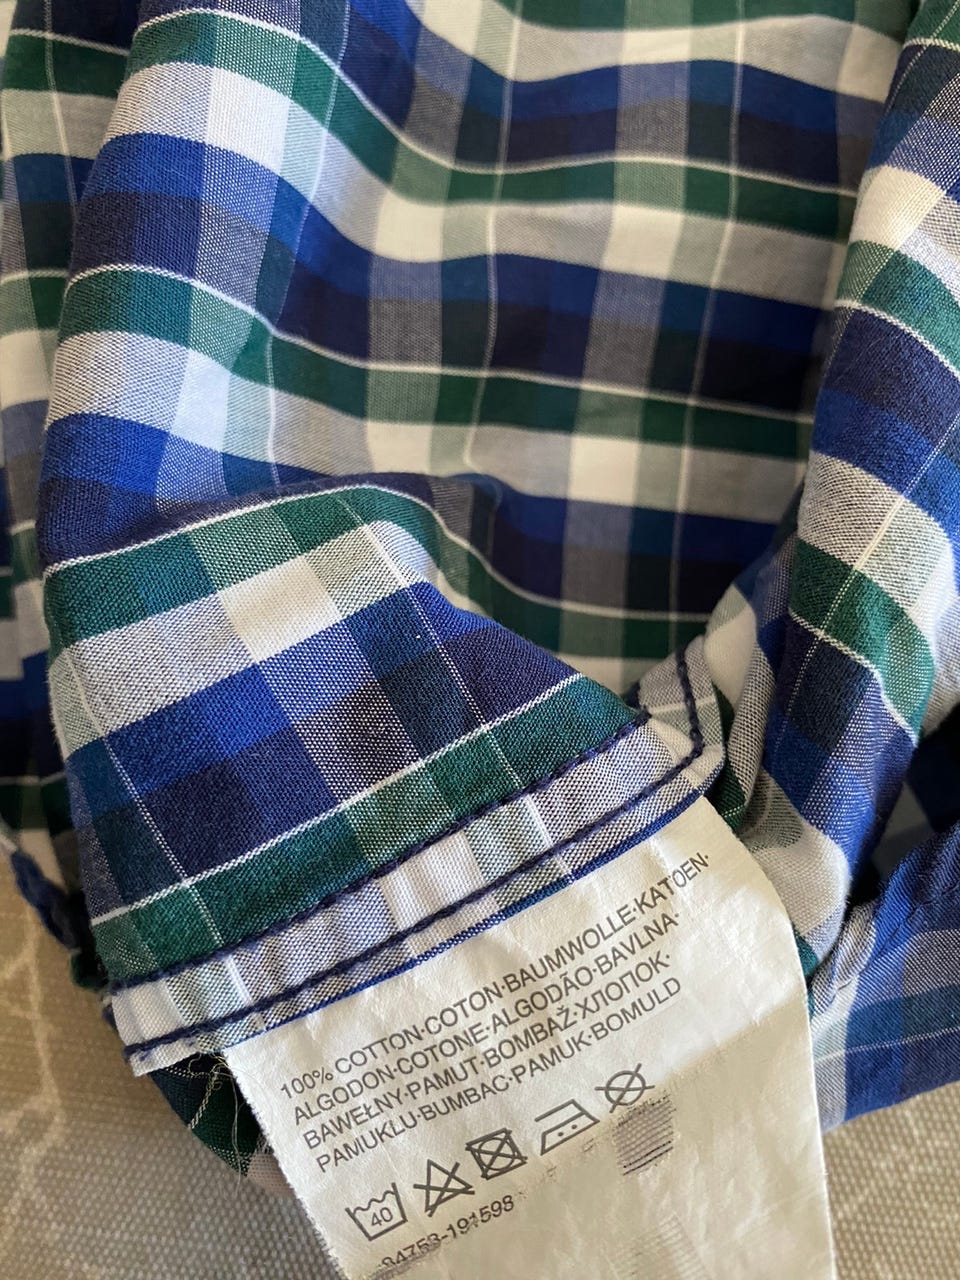 100% COTTON·COTON·BAUMWOLLE·KATOEN·
ALGODON·COTONE·ALGODÃO·BAVLNA·
BAWEŁNY·PAMUT·BOMBAŽ·ХЛОПОК·
PAMUKLU·BUMBAC·PAMUK·BOMULD
40